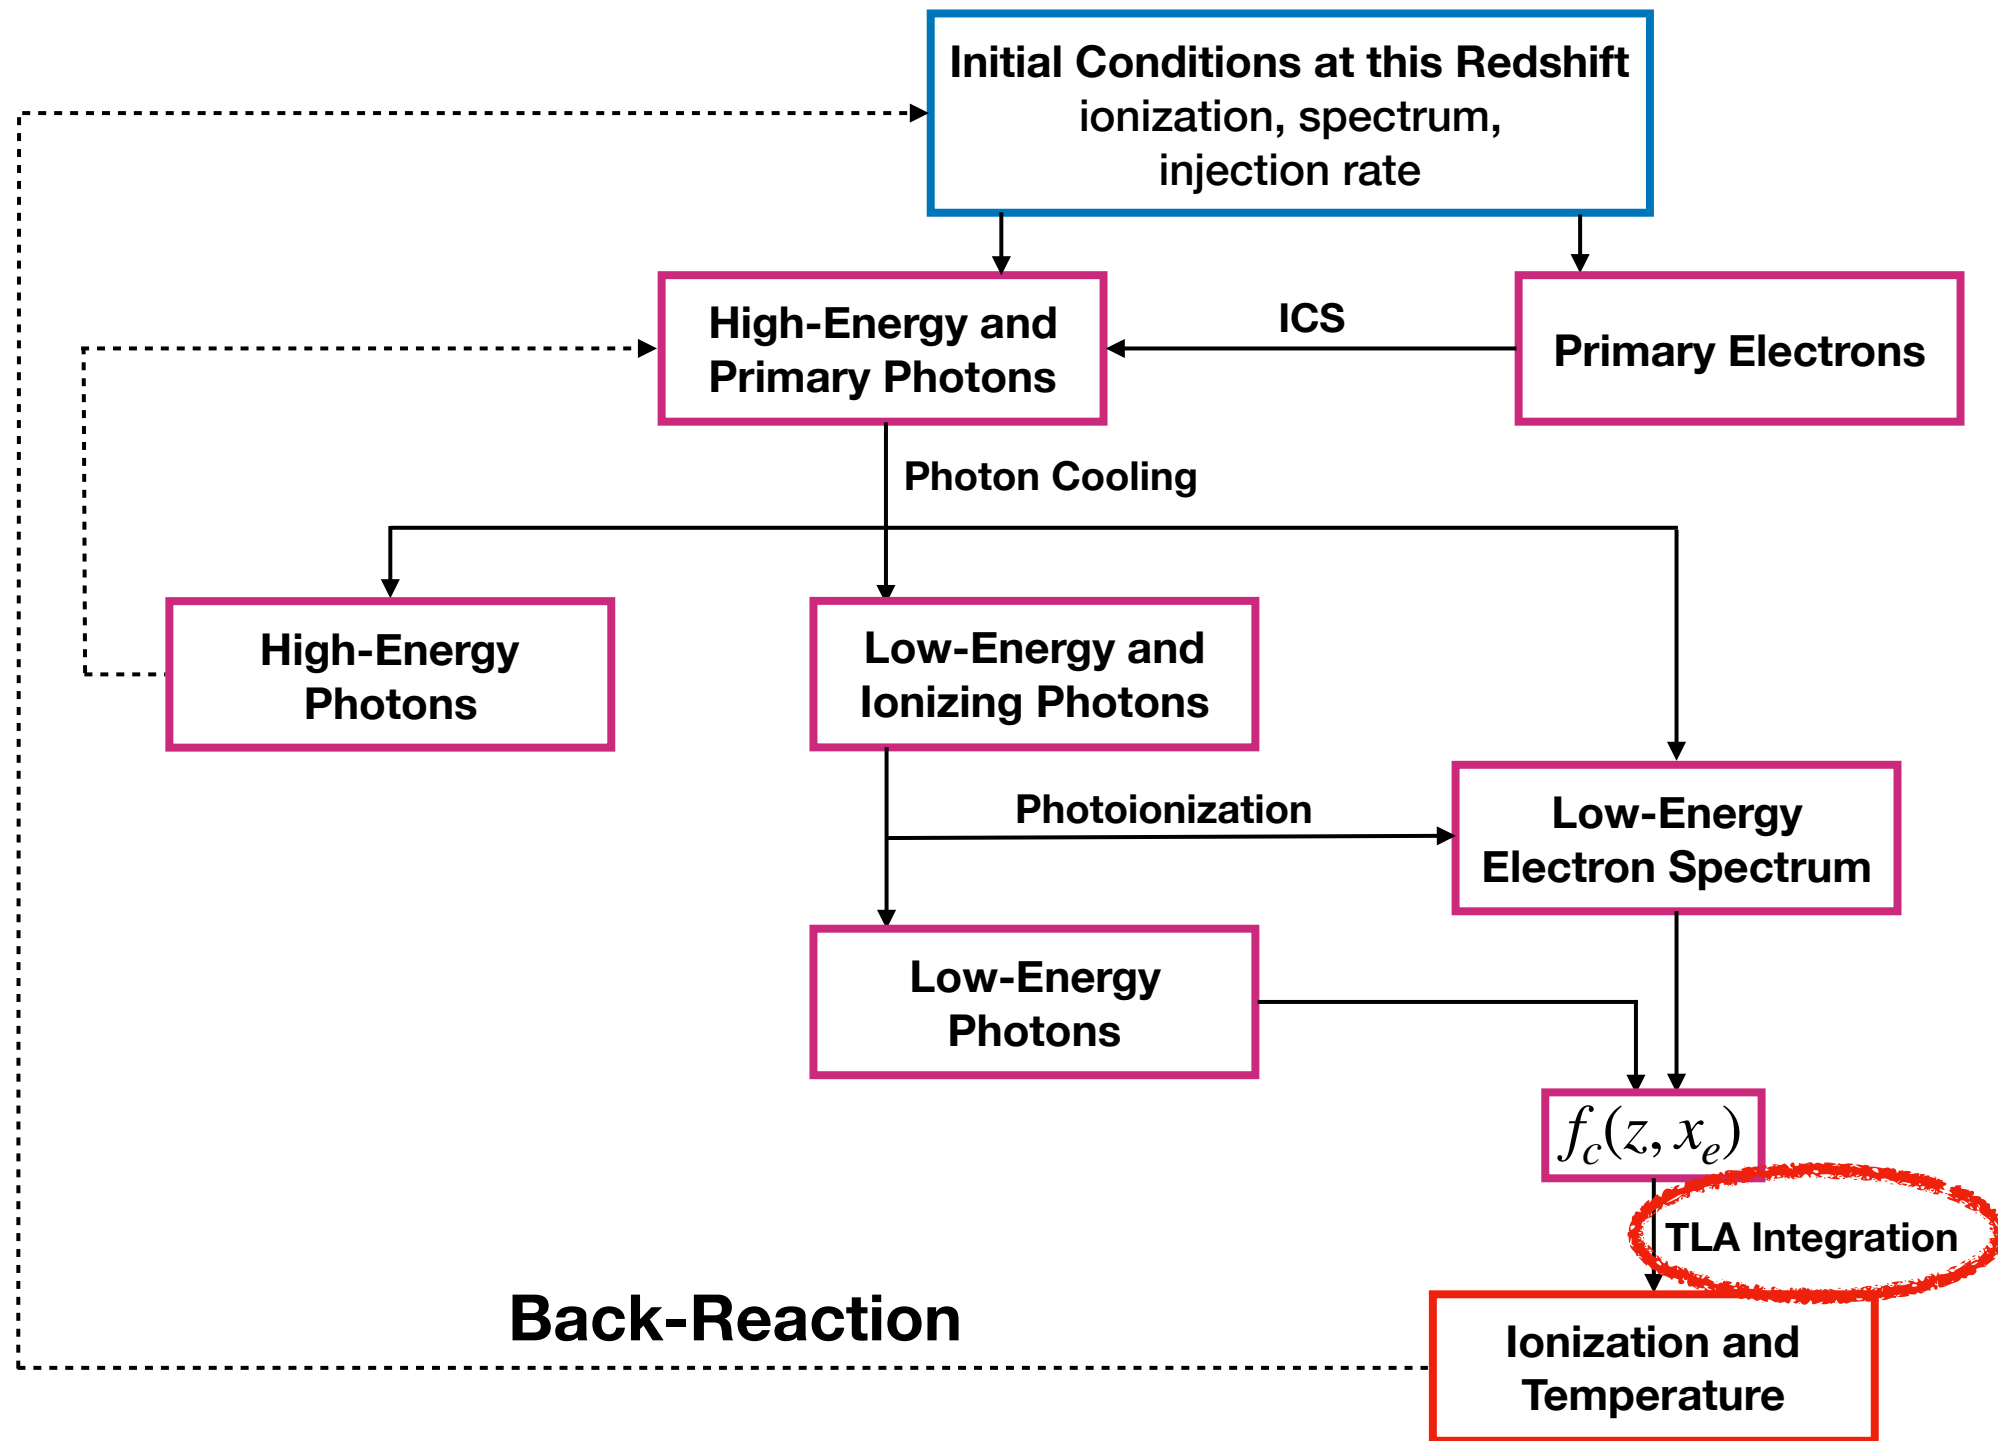 Initial Conditions at this Redshift
ionization, spectrum,
injection rate
High-Energy and
Primary Photons
ICS
Primary Electrons
Photon Cooling
High-Energy
Photons
Low-Energy and
Ionizing Photons
Photoionization
Low-Energy
Electron Spectrum
Low-Energy
Photons
f_c(z, x_e)
TLA Integration
Back-Reaction
Ionization and
Temperature